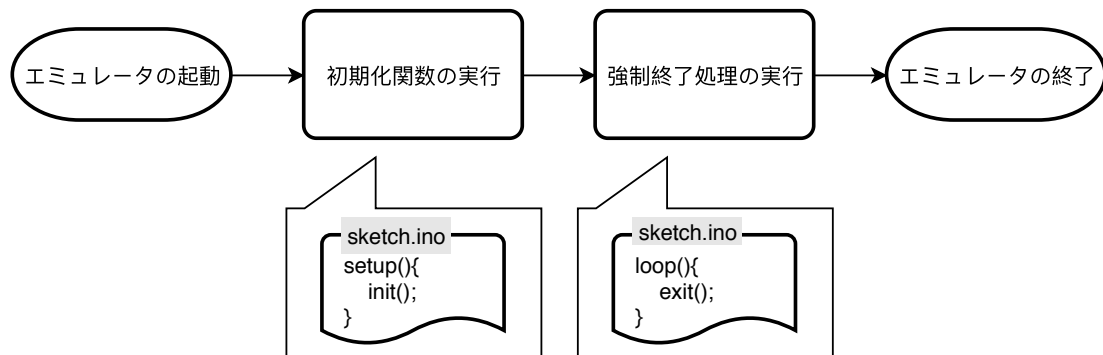 エミュレータの起動
初期化関数の実行
強制終了処理の実行
エミュレータの終了
sketch.ino
setup(){
init();
}
sketch.ino
loop(){
exit();
}